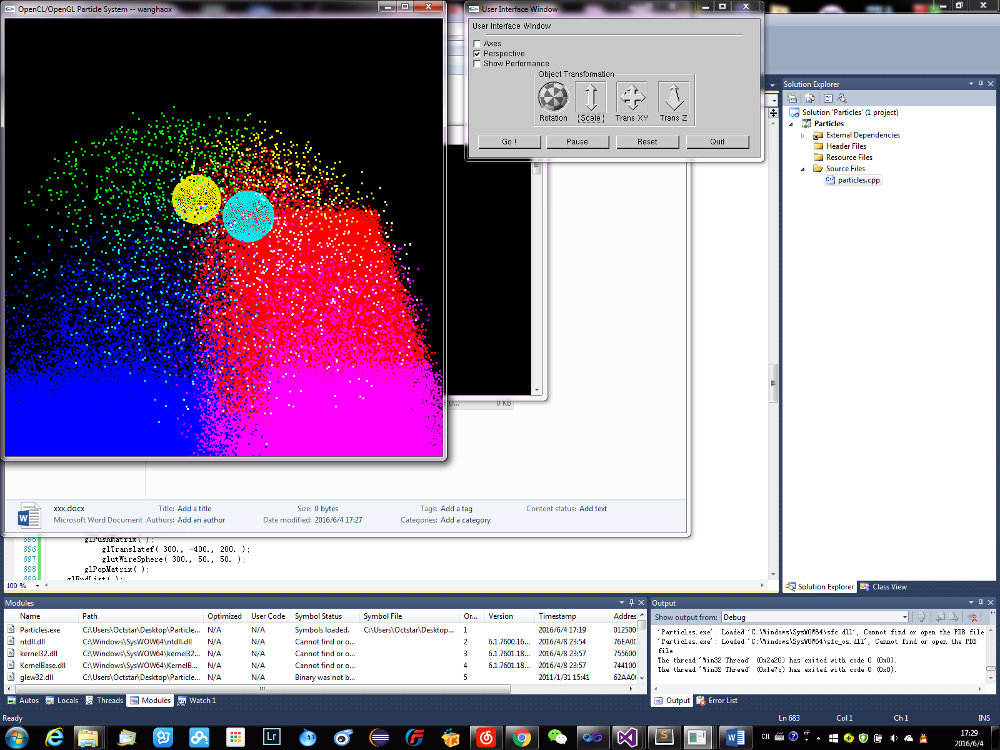 OpenCL/OpenGL Particle System -- wanghaox
User Interface Window
User Interface Window
Axes
Perspective
Show Performance
Object Transformation
Rotation Scale Trans XY Trans Z
Go ! Pause Reset Quit
Solution Explorer
Solution 'Particles' (1 project)
Particles
External Dependencies
Header Files
Resource Files
Source Files
particles.cpp
D... 0 KB
xxx.docx Title: Add a title Size: 0 bytes Tags: Add a tag Content status: Add text
Microsoft Word Document Authors: Add an author Date modified: 2016/6/4 17:27 Categories: Add a category
695 glPushMatrix( );
696 glTranslatef( 300., -400., 200. );
697 glutWireSphere( 300., 50., 50. );
698 glPopMatrix( );
699 glEndList( );
100 %
Solution Explorer Class View
Modules
Name Path Optimized User Code Symbol Status Symbol File Or... Version Timestamp Addres
Particles.exe C:\Users\Octstar\Desktop\Particle... N/A N/A Symbols loaded. C:\Users\Octstar\Desktop... 1 2016/6/4 17:19 012500
ntdll.dll C:\Windows\SysWOW64\ntdll.dll N/A N/A Cannot find or o... 2 6.1.7600.16... 2016/4/8 23:54 76EA00
kernel32.dll C:\Windows\SysWOW64\kernel32... N/A N/A Cannot find or o... 3 6.1.7601.18... 2016/4/8 23:57 755600
KernelBase.dll C:\Windows\SysWOW64\KernelB... N/A N/A Cannot find or o... 4 6.1.7601.18... 2016/4/8 23:57 744100
glew32.dll C:\Users\Octstar\Desktop\Particle... N/A N/A Binary was not b... 5 2011/1/31 15:41 62AA00
Autos Locals Threads Modules Watch 1
Output
Show output from: Debug
'Particles.exe': Loaded 'C:\Windows\SysWOW64\sfc.dll', Cannot find or open the PDB file
'Particles.exe': Loaded 'C:\Windows\SysWOW64\sfc_os.dll', Cannot find or open the PDB
file
The thread 'Win32 Thread' (0x2a20) has exited with code 0 (0x0).
The thread 'Win32 Thread' (0x1e7c) has exited with code 0 (0x0).
Output Error List
Ready Ln 683 Col 1 Ch 1 INS
Lr
CH
17:29
2016/6/4